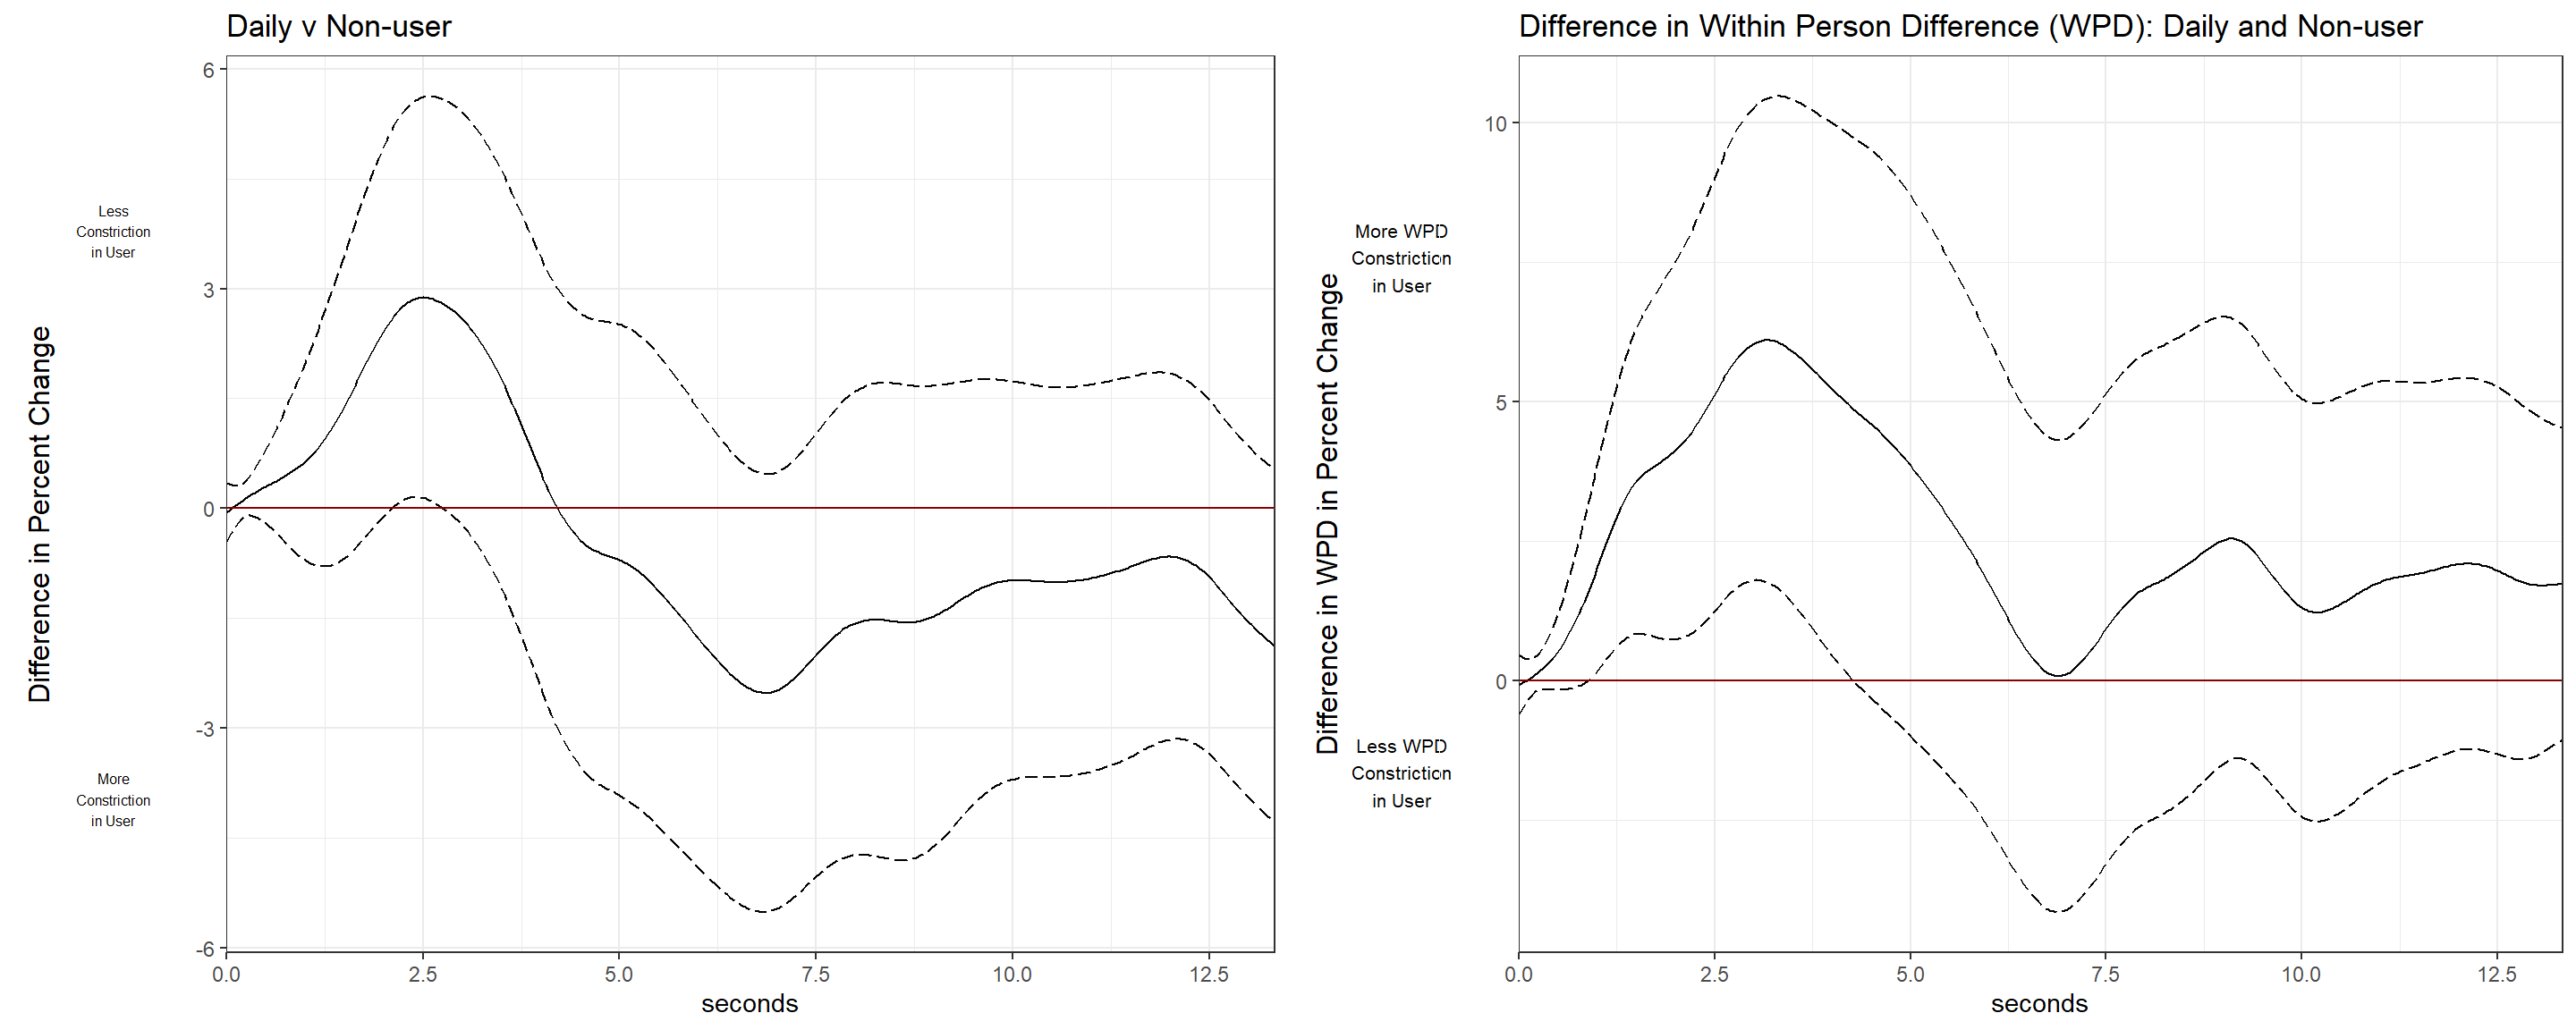 Daily v Non-user
Difference in Percent Change
6
3
0
-3
-6
Less
Constriction
in User
More
Constriction
in User
0.0 2.5 5.0 7.5 10.0 12.5
seconds
Difference in Within Person Difference (WPD): Daily and Non-user
Difference in WPD in Percent Change
10
5
0
More WPD
Constriction
in User
Less WPD
Constriction
in User
0.0 2.5 5.0 7.5 10.0 12.5
seconds